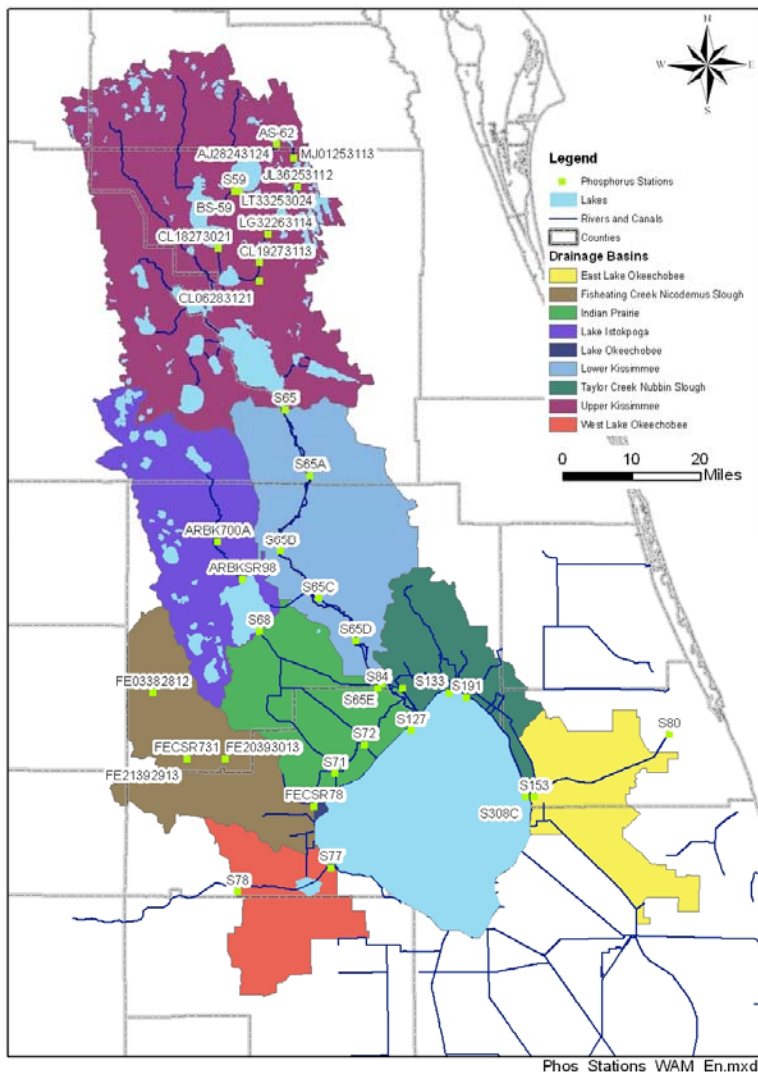 N
W E
S
AS-62
AJ28243124
MJ01253113
JL36253112
S59
LT33253024
BS-59
LG32263114
CL18273021
CL19273113
CL06283121
S65
S65A
ARBK700A
S65B
ARBKSR98
S65C
S68
S65D
FE03382812
S84
S65E
S133
S191
S127
S72
S80
FECSR731
FE20393013
S71
FE21392913
FECSR78
S153
S308C
S77
S78
Legend
Phosphorus Stations
Lakes
Rivers and Canals
Counties
Drainage Basins
East Lake Okeechobee
Fisheating Creek Nicodemus Slough
Indian Prairie
Lake Istokpoga
Lake Okeechobee
Lower Kissimmee
Taylor Creek Nubbin Slough
Upper Kissimmee
West Lake Okeechobee
0 10 20
Miles
Phos_Stations_WAM_En.mxd